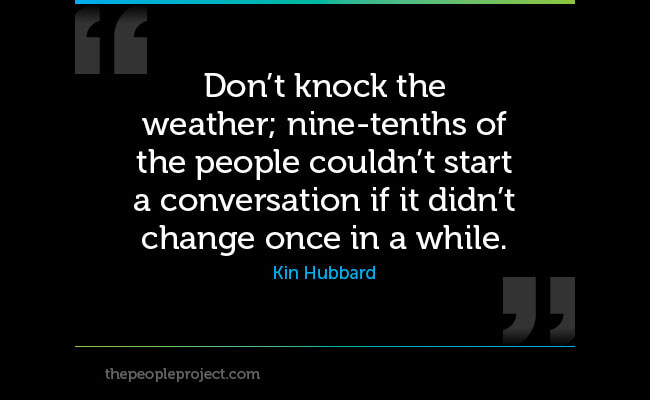 Don’t knock the
weather; nine-tenths of
the people couldn’t start
a conversation if it didn’t
change once in a while.
Kin Hubbard
thepeopleproject.com